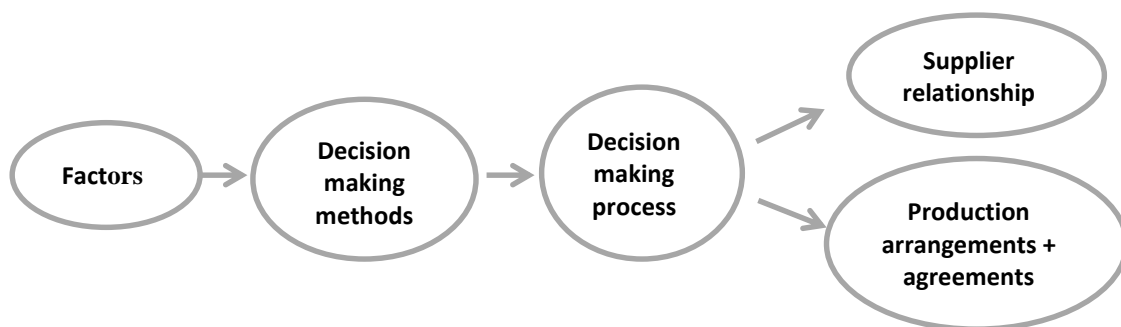 Factors
Decision
making
methods
Decision
making
process
Supplier
relationship
Production
arrangements +
agreements